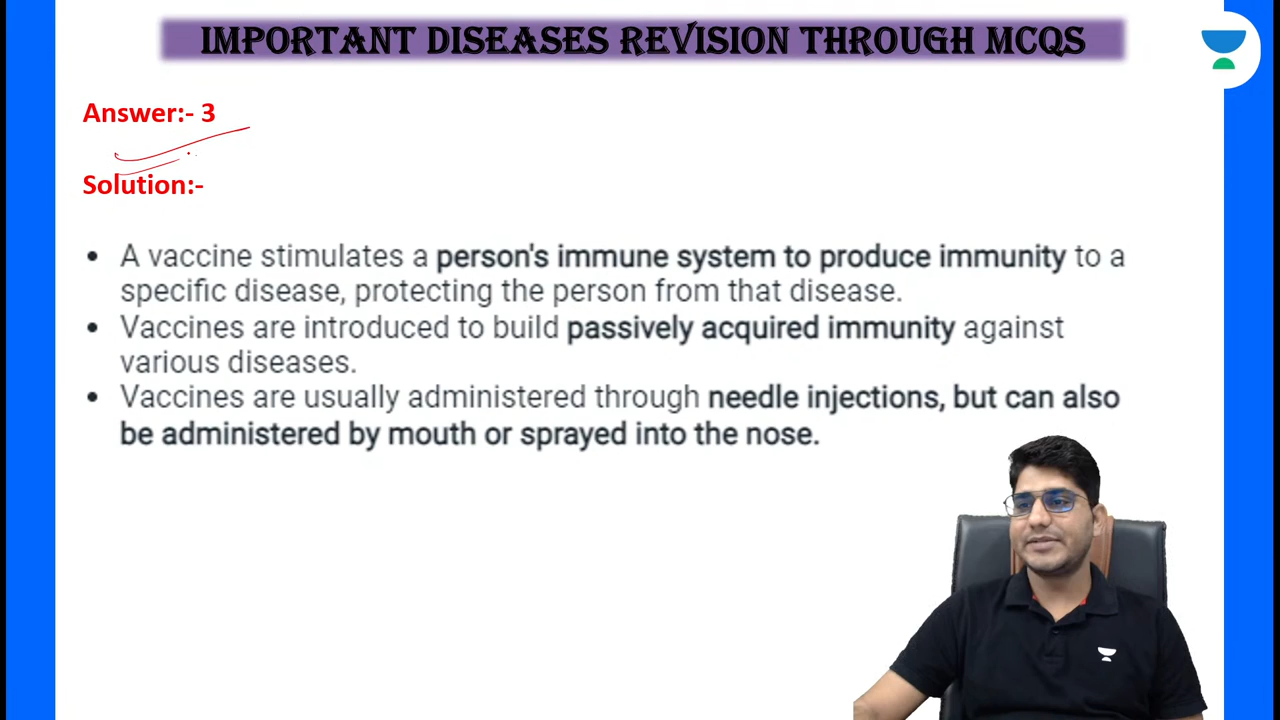 IMPORTANT DISEASES REVISION THROUGH MCQS
Answer:- 3
Solution:-
• A vaccine stimulates a person's immune system to produce immunity to a
specific disease, protecting the person from that disease.
• Vaccines are introduced to build passively acquired immunity against
various diseases.
• Vaccines are usually administered through needle injections, but can also
be administered by mouth or sprayed into the nose.